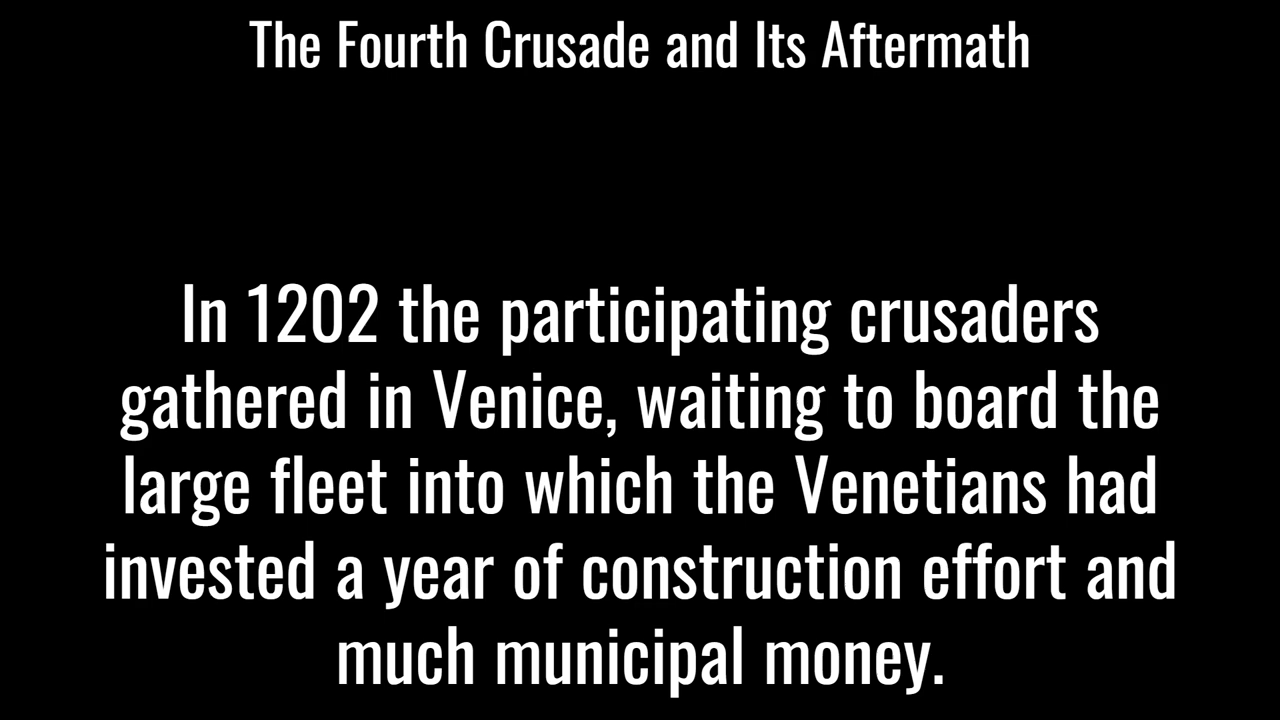 The Fourth Crusade and Its Aftermath
In 1202 the participating crusaders
gathered in Venice, waiting to board the
large fleet into which the Venetians had
invested a year of construction effort and
much municipal money.